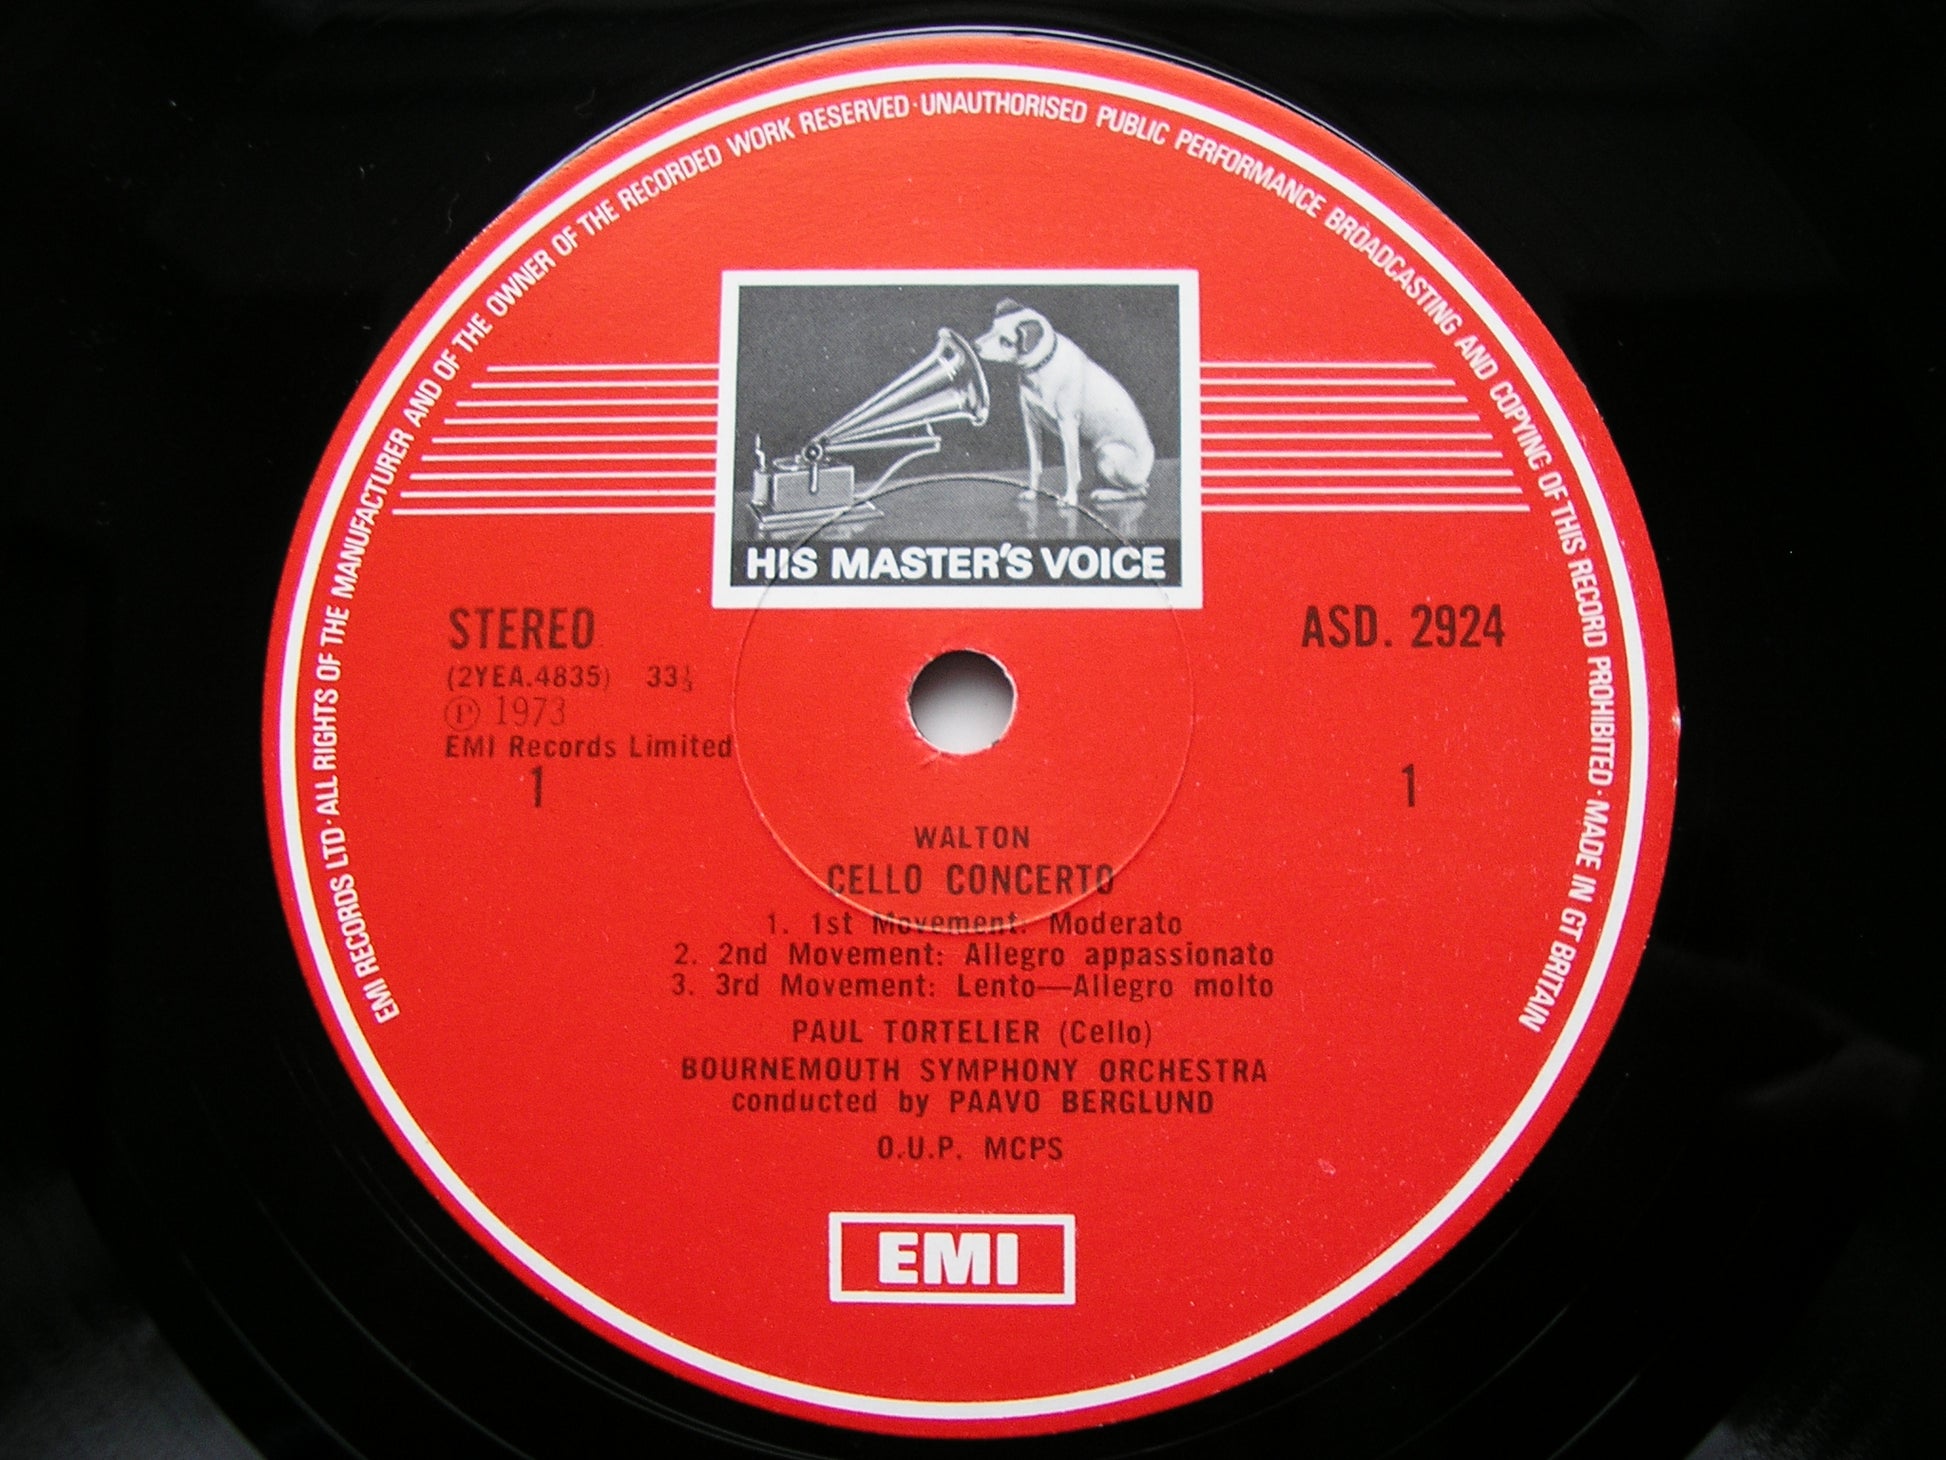 EMI RECORDS LTD · ALL RIGHTS OF THE MANUFACTURER AND OF THE OWNER OF THE RECORDED WORK RESERVED · UNAUTHORISED PUBLIC PERFORMANCE BROADCASTING AND COPYING OF THIS RECORD PROHIBITED · MADE IN GT BRITAIN
HIS MASTER'S VOICE
STEREO
ASD. 2924
(2YEA.4835) 33⅓
℗ 1973
EMI Records Limited
1
1
WALTON
CELLO CONCERTO
1. 1st Movement: Moderato
2. 2nd Movement: Allegro appassionato
3. 3rd Movement: Lento—Allegro molto
PAUL TORTELIER (Cello)
BOURNEMOUTH SYMPHONY ORCHESTRA
conducted by PAAVO BERGLUND
O.U.P. MCPS
EMI